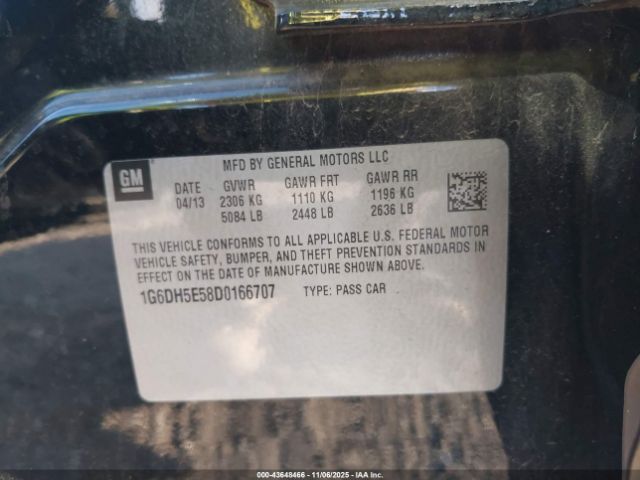 MFD BY GENERAL MOTORS LLC
GM
DATE GVWR GAWR FRT GAWR RR
04/13 2306 KG 1110 KG 1196 KG
5084 LB 2448 LB 2636 LB
THIS VEHICLE CONFORMS TO ALL APPLICABLE U.S. FEDERAL MOTOR
VEHICLE SAFETY, BUMPER, AND THEFT PREVENTION STANDARDS IN
EFFECT ON THE DATE OF MANUFACTURE SHOWN ABOVE.
1G6DH5E58D0166707 TYPE: PASS CAR
000-43648466 - 11/06/2025 - IAA Inc.